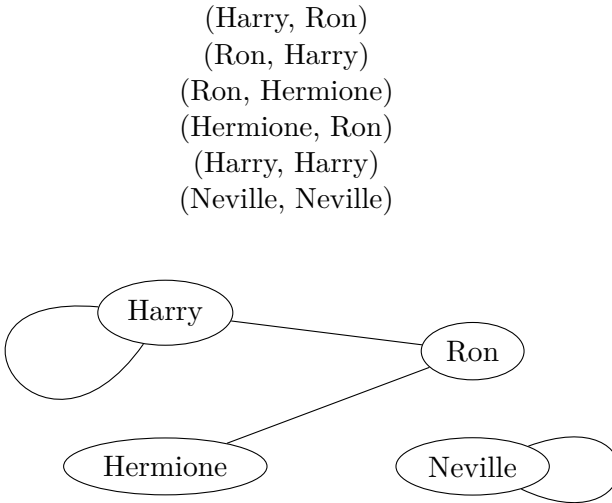 (Harry, Ron)
(Ron, Harry)
(Ron, Hermione)
(Hermione, Ron)
(Harry, Harry)
(Neville, Neville)
Harry
Ron
Hermione
Neville